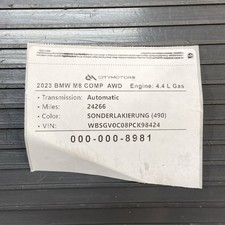 CITYMOTORS
2023 BMW M8 COMP AWD Engine: 4.4 L Gas
• Transmission: Automatic
• Miles: 24266
• Color: SONDERLAKIERUNG (490)
• VIN: WBSGV0C08PCK98424
000-000-8981